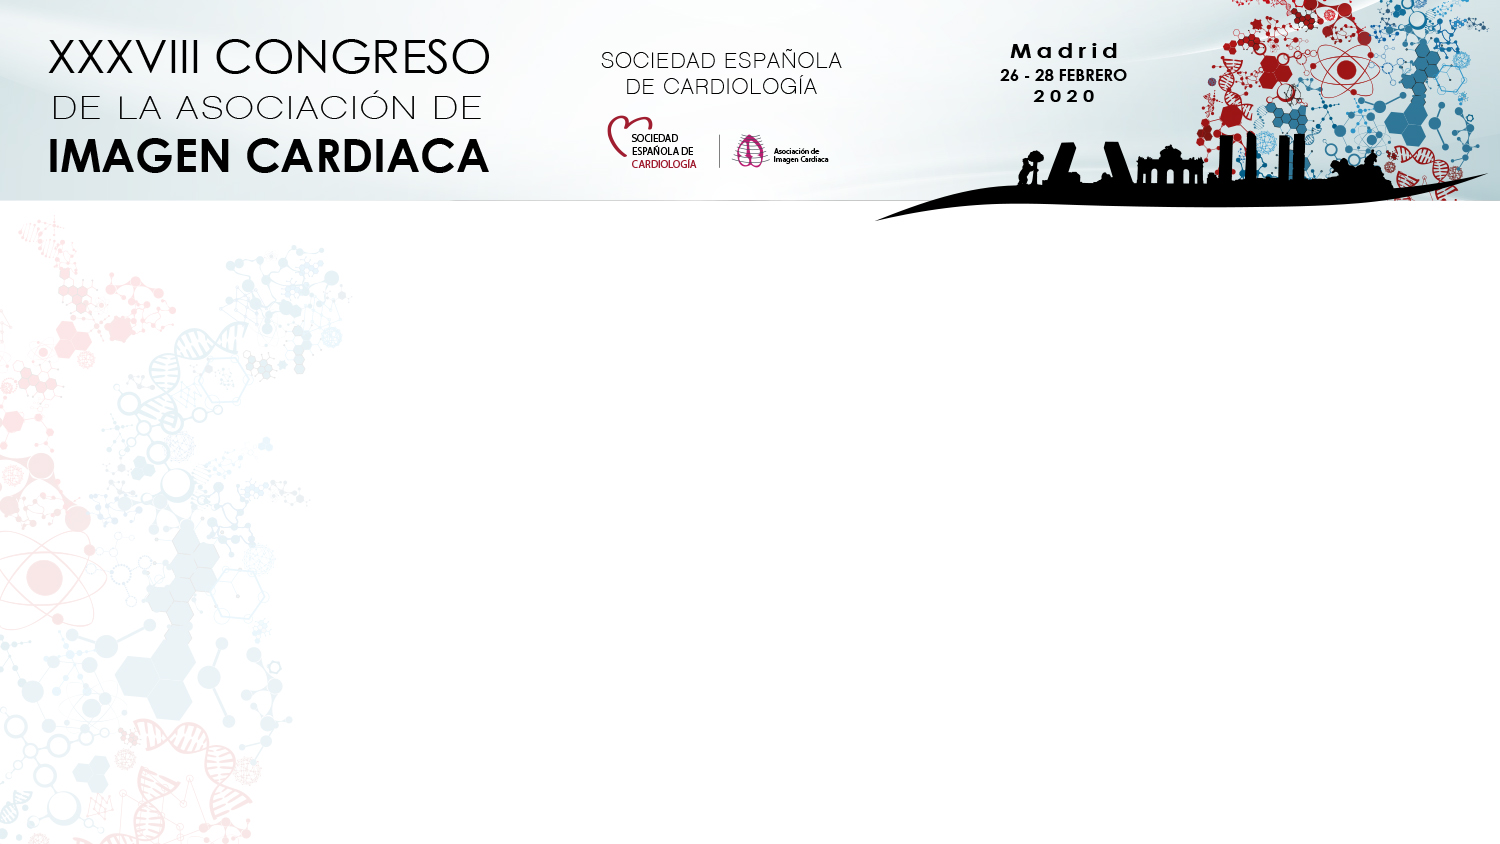 XXXVIII CONGRESO
DE LA ASOCIACIÓN DE
IMAGEN CARDIACA
SOCIEDAD ESPAÑOLA
DE CARDIOLOGÍA
SOCIEDAD
ESPAÑOLA DE
CARDIOLOGÍA
Asociación de
Imagen Cardiaca
Madrid
26 - 28 FEBRERO
2020